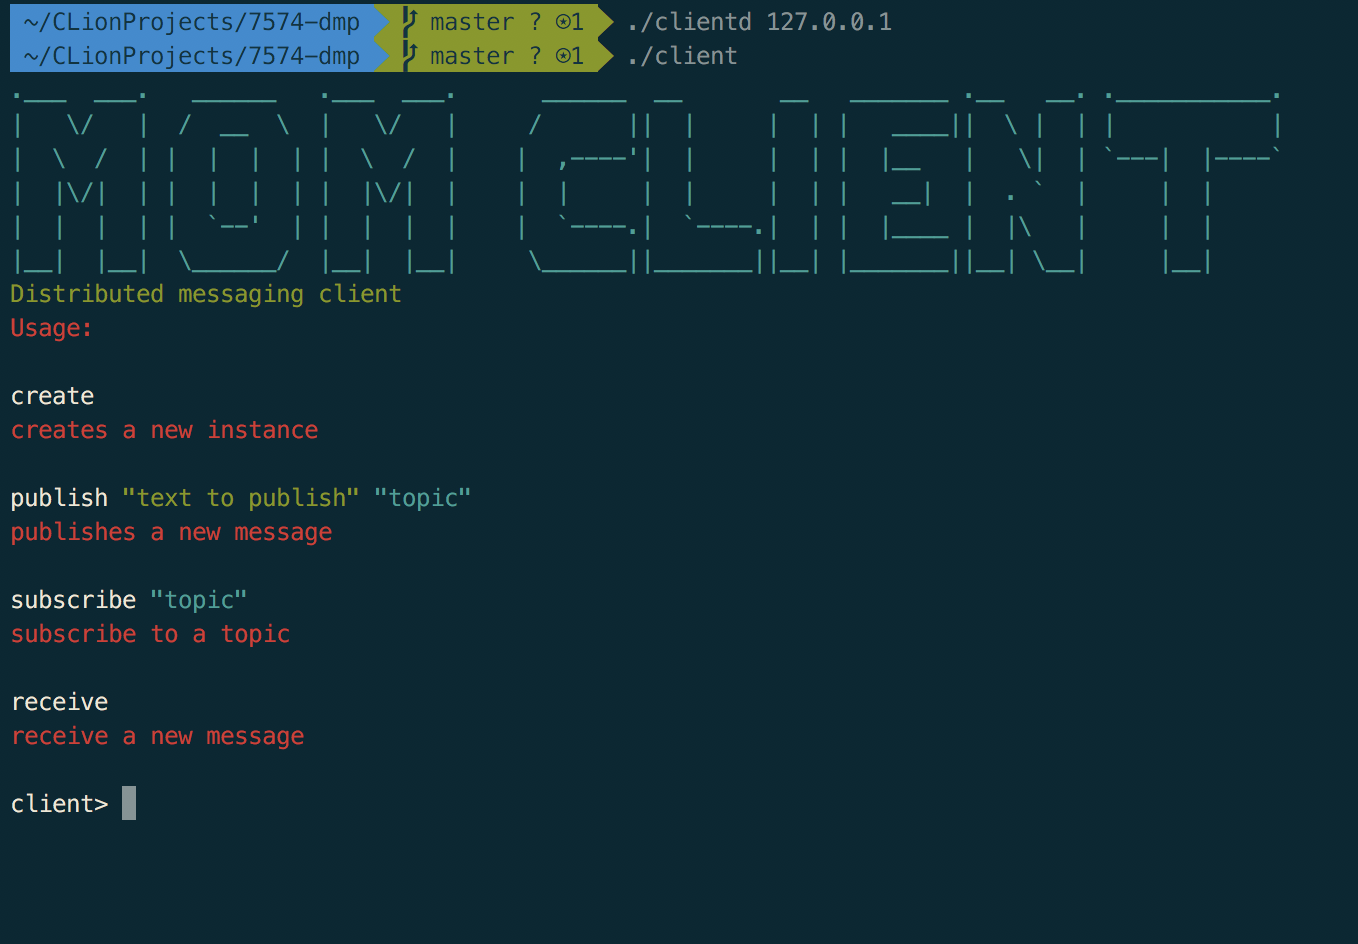 ~/CLionProjects/7574-dmp master ? ⍟1 ./clientd 127.0.0.1
~/CLionProjects/7574-dmp master ? ⍟1 ./client
MOM CLIENT
Distributed messaging client
Usage:
create
creates a new instance
publish "text to publish" "topic"
publishes a new message
subscribe "topic"
subscribe to a topic
receive
receive a new message
client>